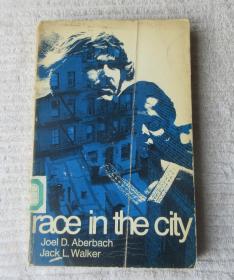 race in the city
Joel D. Aberbach
Jack L. Walker